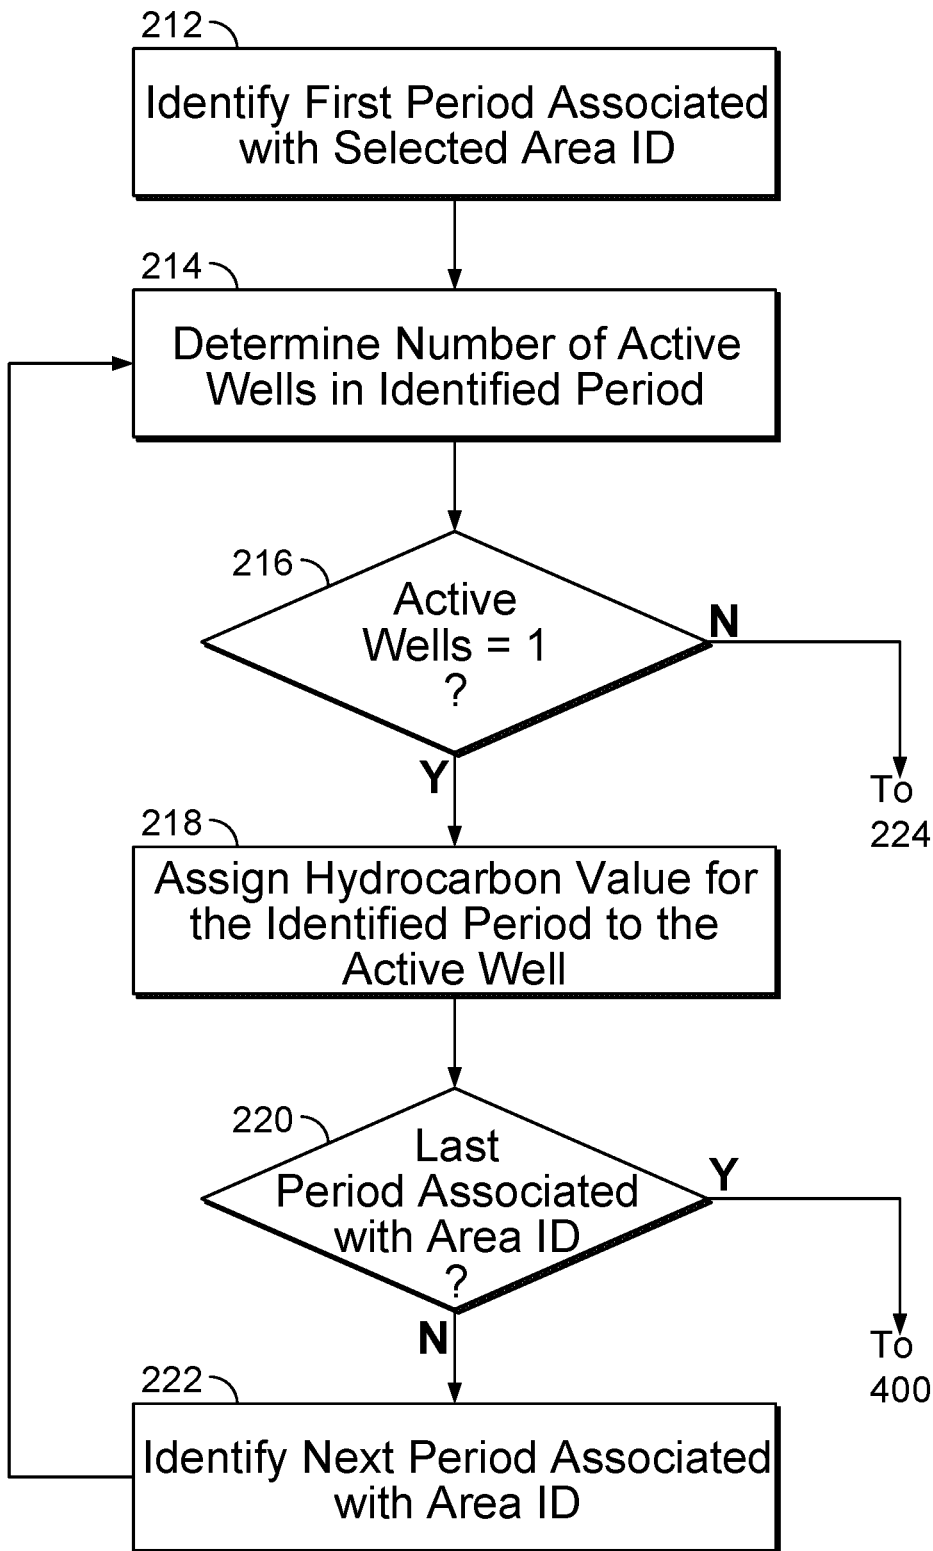 212
Identify First Period Associated
with Selected Area ID
214
Determine Number of Active
Wells in Identified Period
216
Active
Wells = 1
?
N
To
224
Y
218
Assign Hydrocarbon Value for
the Identified Period to the
Active Well
220
Last
Period Associated
with Area ID
?
Y
To
400
N
222
Identify Next Period Associated
with Area ID